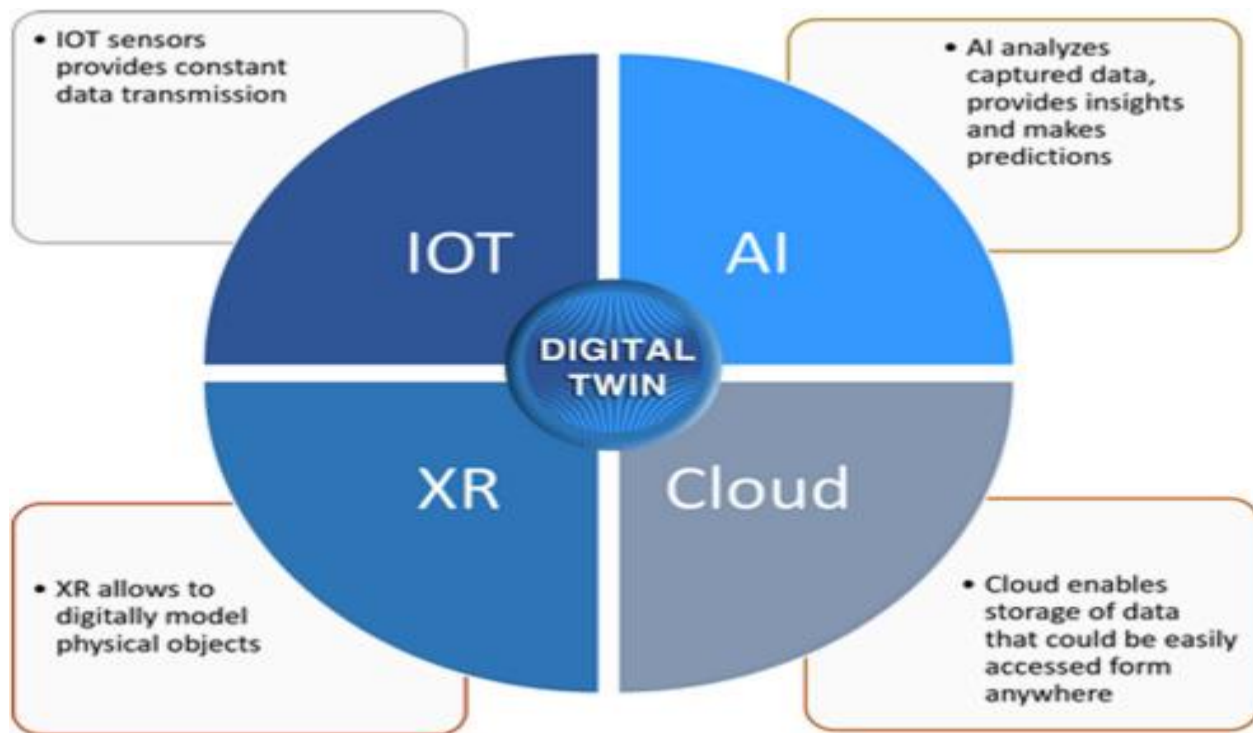 • IOT sensors
provides constant
data transmission
• AI analyzes
captured data,
provides insights
and makes
predictions
IOT
AI
DIGITAL
TWIN
XR
Cloud
• XR allows to
digitally model
physical objects
• Cloud enables
storage of data
that could be easily
accessed form
anywhere